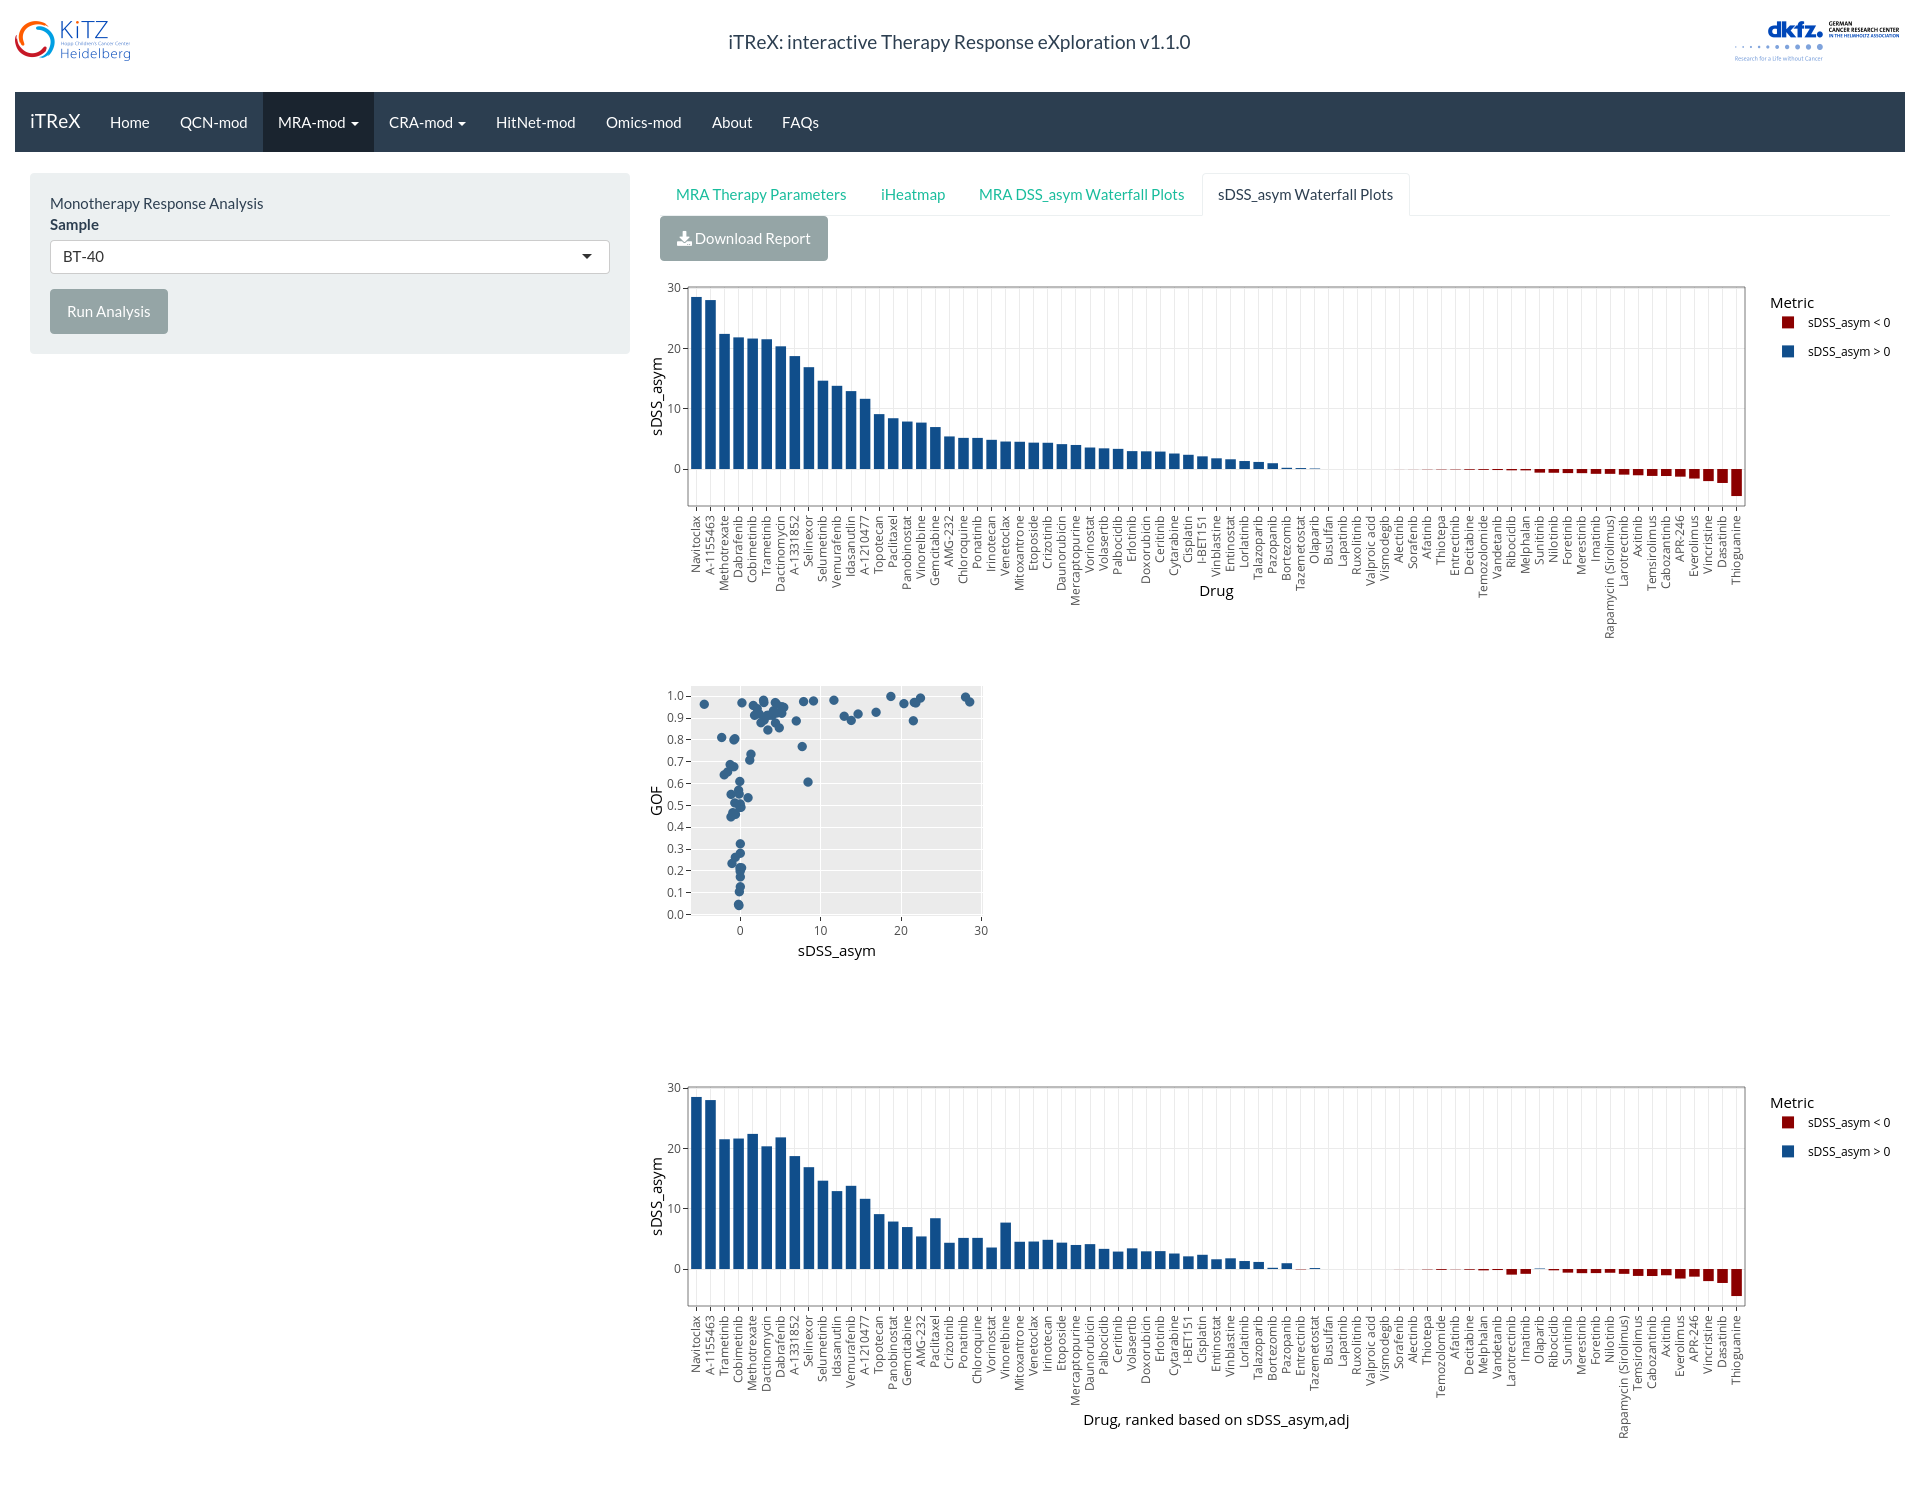 KiTZ
Hopp Children's Cancer Center
Heidelberg
iTReX: interactive Therapy Response eXploration v1.1.0
dkfz.
GERMAN
CANCER RESEARCH CENTER
IN THE HELMHOLTZ ASSOCIATION
Research for a Life without Cancer
iTReX Home QCN-mod MRA-mod CRA-mod HitNet-mod Omics-mod About FAQs
Monotherapy Response Analysis
Sample
BT-40
Run Analysis
MRA Therapy Parameters iHeatmap MRA DSS_asym Waterfall Plots sDSS_asym Waterfall Plots
Download Report
30
20
10
0
sDSS_asym
Metric
sDSS_asym < 0
sDSS_asym > 0
Navitoclax
A-1155463
Methotrexate
Dabrafenib
Cobimetinib
Trametinib
Dactinomycin
A-1331852
Selinexor
Selumetinib
Vemurafenib
Idasanutlin
A-1210477
Topotecan
Paclitaxel
Panobinostat
Vinorelbine
Gemcitabine
AMG-232
Chloroquine
Ponatinib
Irinotecan
Venetoclax
Mitoxantrone
Etoposide
Crizotinib
Daunorubicin
Mercaptopurine
Vorinostat
Volasertib
Palbociclib
Erlotinib
Doxorubicin
Ceritinib
Cytarabine
Cisplatin
I-BET151
Vinblastine
Entinostat
Lorlatinib
Talazoparib
Pazopanib
Bortezomib
Tazemetostat
Olaparib
Busulfan
Lapatinib
Ruxolitinib
Valproic acid
Vismodegib
Alectinib
Sorafenib
Afatinib
Thiotepa
Entrectinib
Decitabine
Temozolomide
Vandetanib
Ribociclib
Melphalan
Sunitinib
Nilotinib
Foretinib
Merestinib
Imatinib
Rapamycin (Sirolimus)
Larotrectinib
Axitinib
Temsirolimus
Cabozantinib
APR-246
Everolimus
Vincristine
Dasatinib
Thioguanine
Drug
1.0
0.9
0.8
0.7
0.6
0.5
0.4
0.3
0.2
0.1
0.0
GOF
0 10 20 30
sDSS_asym
30
20
10
0
sDSS_asym
Metric
sDSS_asym < 0
sDSS_asym > 0
Navitoclax
A-1155463
Trametinib
Cobimetinib
Methotrexate
Dactinomycin
Dabrafenib
A-1331852
Selinexor
Selumetinib
Idasanutlin
Vemurafenib
A-1210477
Topotecan
Panobinostat
Gemcitabine
AMG-232
Paclitaxel
Crizotinib
Ponatinib
Chloroquine
Vorinostat
Vinorelbine
Mitoxantrone
Venetoclax
Irinotecan
Etoposide
Mercaptopurine
Daunorubicin
Palbociclib
Ceritinib
Volasertib
Doxorubicin
Erlotinib
Cytarabine
I-BET151
Cisplatin
Entinostat
Vinblastine
Lorlatinib
Talazoparib
Bortezomib
Pazopanib
Entrectinib
Tazemetostat
Busulfan
Lapatinib
Ruxolitinib
Valproic acid
Vismodegib
Sorafenib
Alectinib
Thiotepa
Temozolomide
Afatinib
Decitabine
Melphalan
Vandetanib
Larotrectinib
Imatinib
Olaparib
Ribociclib
Sunitinib
Merestinib
Foretinib
Nilotinib
Rapamycin (Sirolimus)
Temsirolimus
Cabozantinib
Axitinib
Everolimus
APR-246
Vincristine
Dasatinib
Thioguanine
Drug, ranked based on sDSS_asym,adj